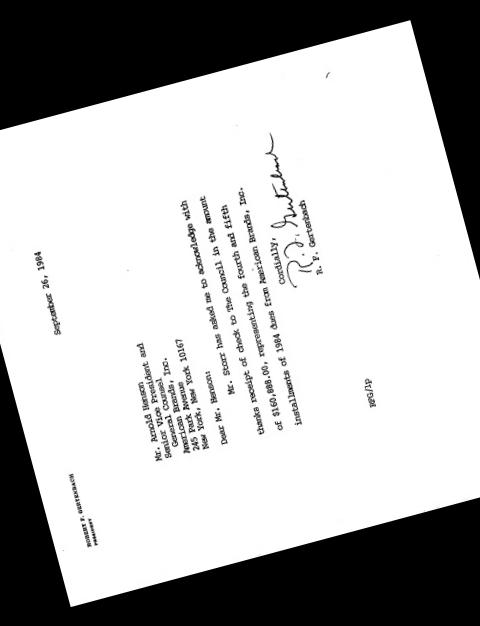 ROBERT F. GERTENBACH
PRESIDENT
September 26, 1984
Mr. Arnold Henson
Senior Vice President and
General Counsel
American Brands, Inc.
245 Park Avenue
New York, New York 10167
Dear Mr. Henson:
Mr. Storr has asked me to acknowledge with
thanks receipt of check to The Council in the amount
of $160,888.00, representing the fourth and fifth
installments of 1984 dues from American Brands, Inc.
Cordially,
R. F. Gertenbach
R. F. Gertenbach
RFG/lp